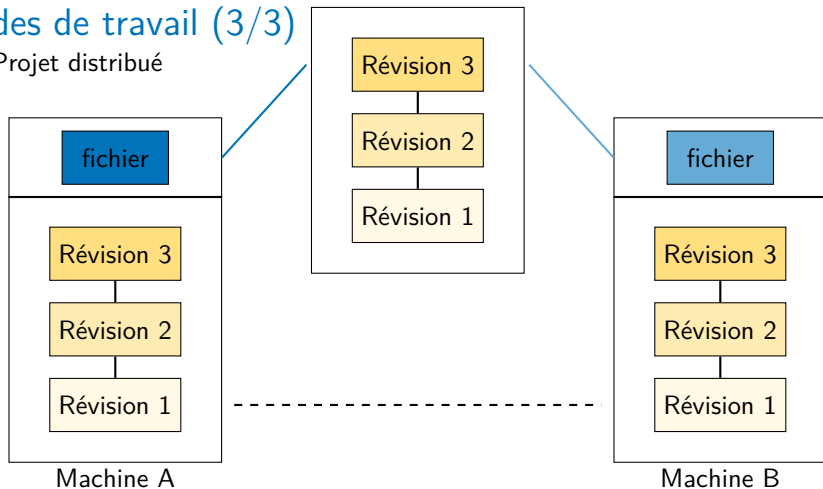 des de travail (3/3)
Projet distribué
Révision 3
Révision 2
Révision 1
fichier
Révision 3
Révision 2
Révision 1
Machine A
fichier
Révision 3
Révision 2
Révision 1
Machine B